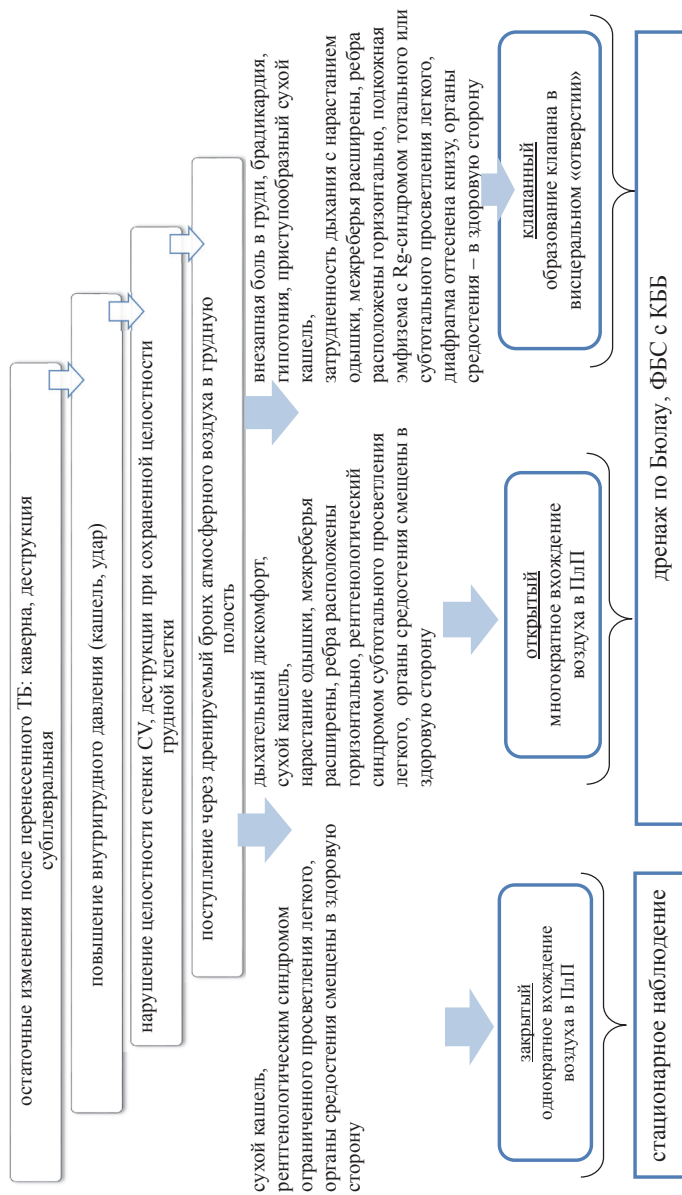 остаточные изменения после перенесенного ТБ: каверна, деструкция
субплевральная
повышение внутригрудного давления (кашель, удар)
нарушение целостности стенки CV, деструкции при сохраненной целостности
грудной клетки
поступление через дренируемый бронх атмосферного воздуха в грудную
полость
сухой кашель,
рентгенологическим синдромом
ограниченного просветления легкого,
органы средостения смещены в здоровую
сторону
дыхательный дискомфорт,
сухой кашель,
нарастание одышки, межреберья
расширены, ребра расположены
горизонтально, рентгенологический
синдромом субтотального просветления
легкого, органы средостения смещены в
здоровую сторону
внезапная боль в груди, брадикардия,
гипотония, приступообразный сухой
кашель,
затрудненность дыхания с нарастанием
одышки, межреберья расширены, ребра
расположены горизонтально, подкожная
эмфизема с Rg-синдромом тотального или
субтотального просветления легкого,
диафрагма оттеснена книзу, органы
средостения – в здоровую сторону
закрытый
однократное вхождение
воздуха в ПлП
открытый
многократное вхождение
воздуха в ПлП
клапанный
образование клапана в
висцеральном «отверстии»
стационарное наблюдение
дренаж по Бюлау, ФБС с КББ